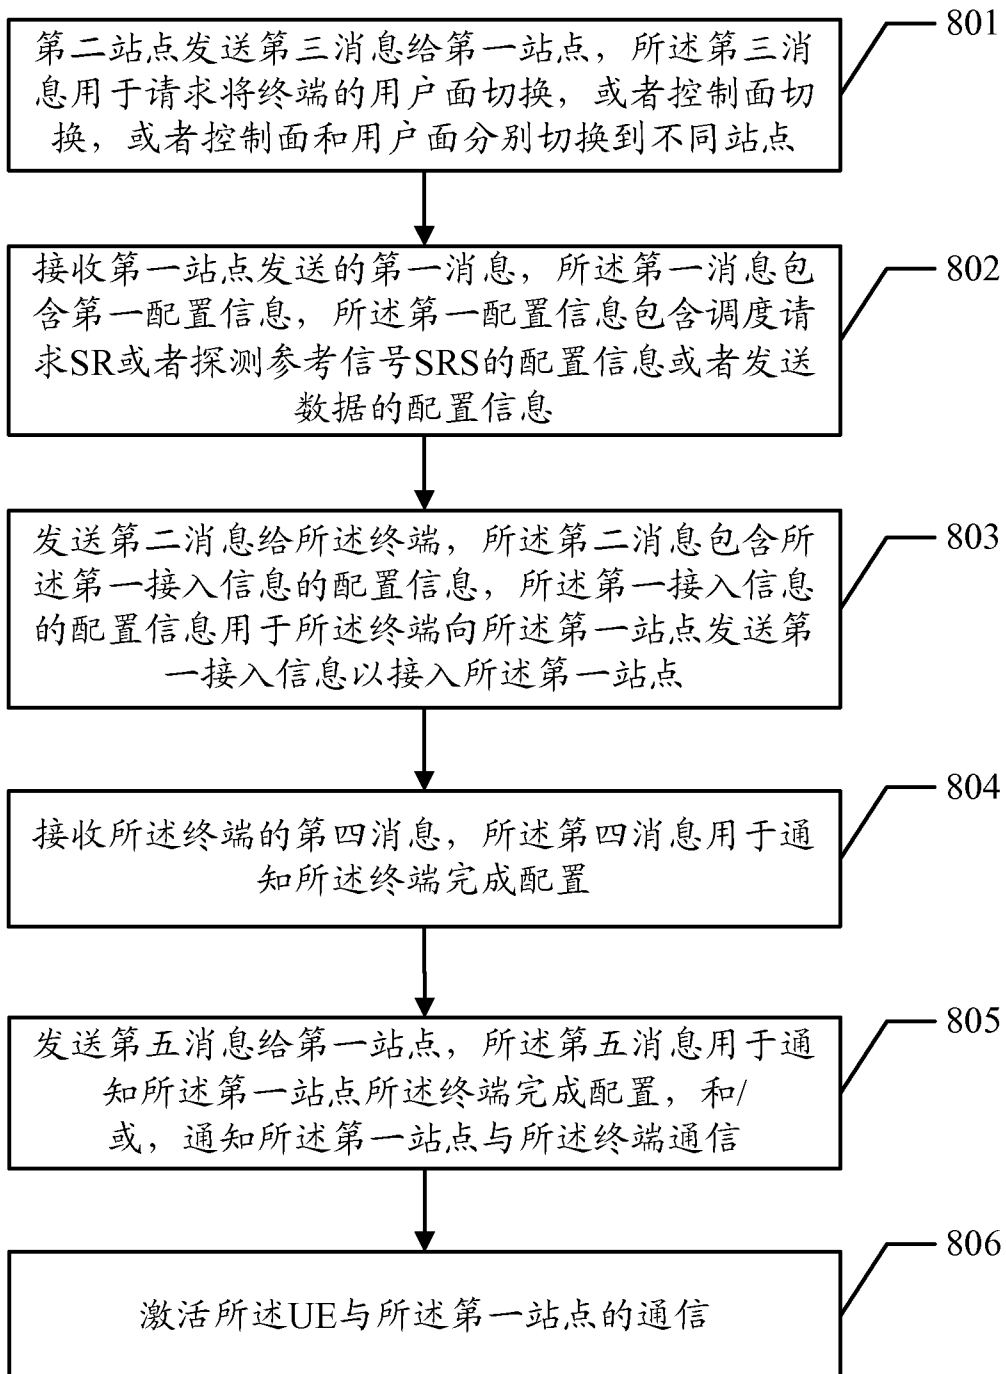 801
第二站点发送第三消息给第一站点，所述第三消
息用于请求将终端的用户面切换，或者控制面切
换，或者控制面和用户面分别切换到不同站点
802
接收第一站点发送的第一消息，所述第一消息包
含第一配置信息，所述第一配置信息包含调度请
求SR或者探测参考信号SRS的配置信息或者发送
数据的配置信息
803
发送第二消息给所述终端，所述第二消息包含所
述第一接入信息的配置信息，所述第一接入信息
的配置信息用于所述终端向所述第一站点发送第
一接入信息以接入所述第一站点
804
接收所述终端的第四消息，所述第四消息用于通
知所述终端完成配置
805
发送第五消息给第一站点，所述第五消息用于通
知所述第一站点所述终端完成配置，和/
或，通知所述第一站点与所述终端通信
806
激活所述UE与所述第一站点的通信